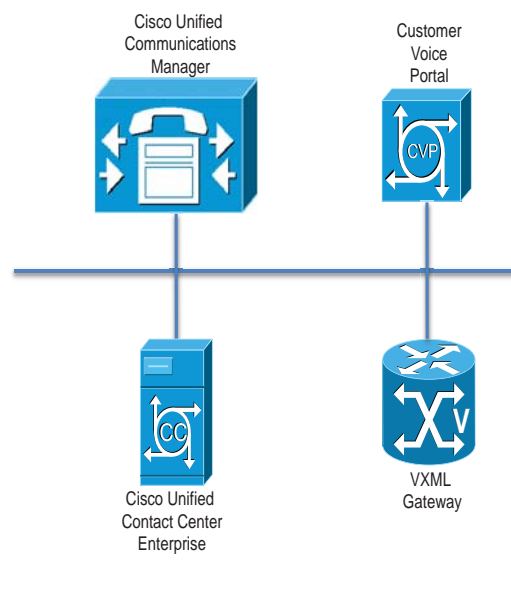 Cisco Unified
Communications
Manager
Customer
Voice
Portal
CVP
CC
V
Cisco Unified
Contact Center
Enterprise
VXML
Gateway